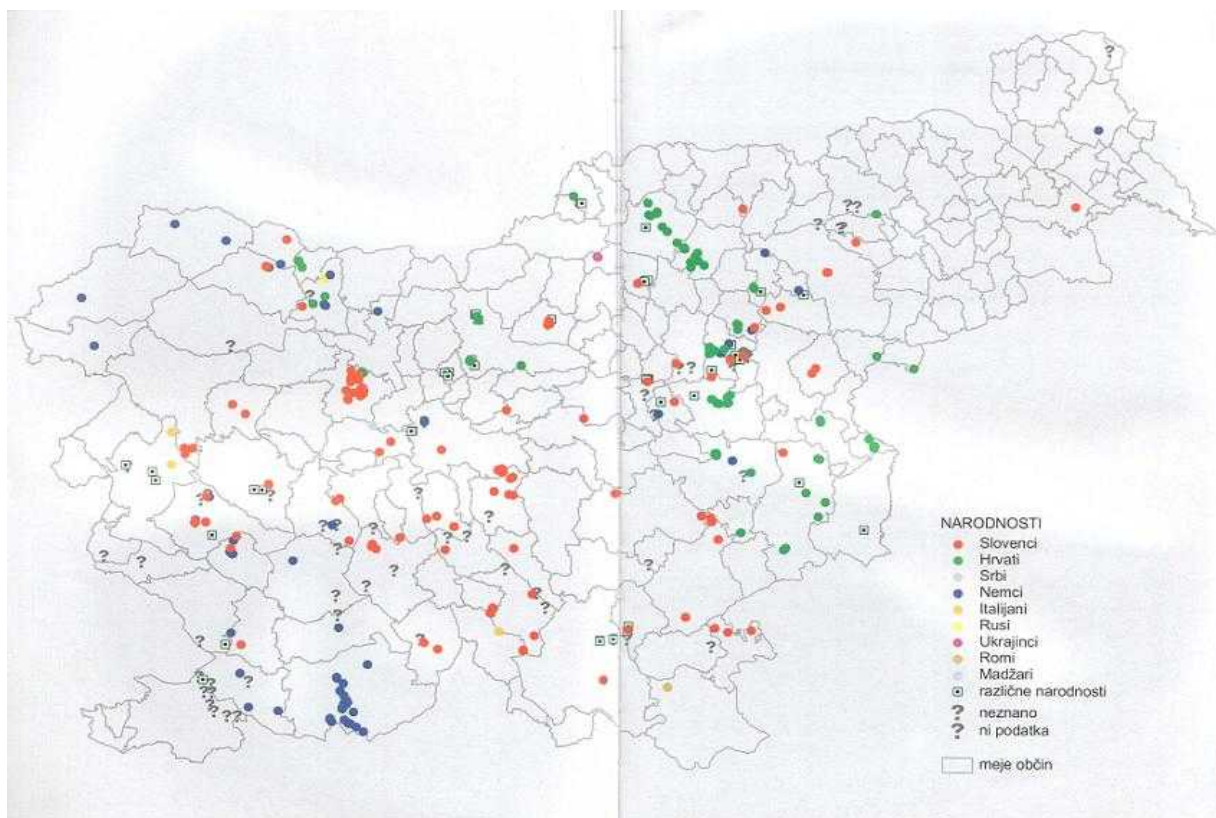 NARODNOSTI
Slovenci
Hrvati
Srbi
Nemci
Italijani
Rusi
Ukrajinci
Romi
Madžari
različne narodnosti
? neznano
? ni podatka
meje občin